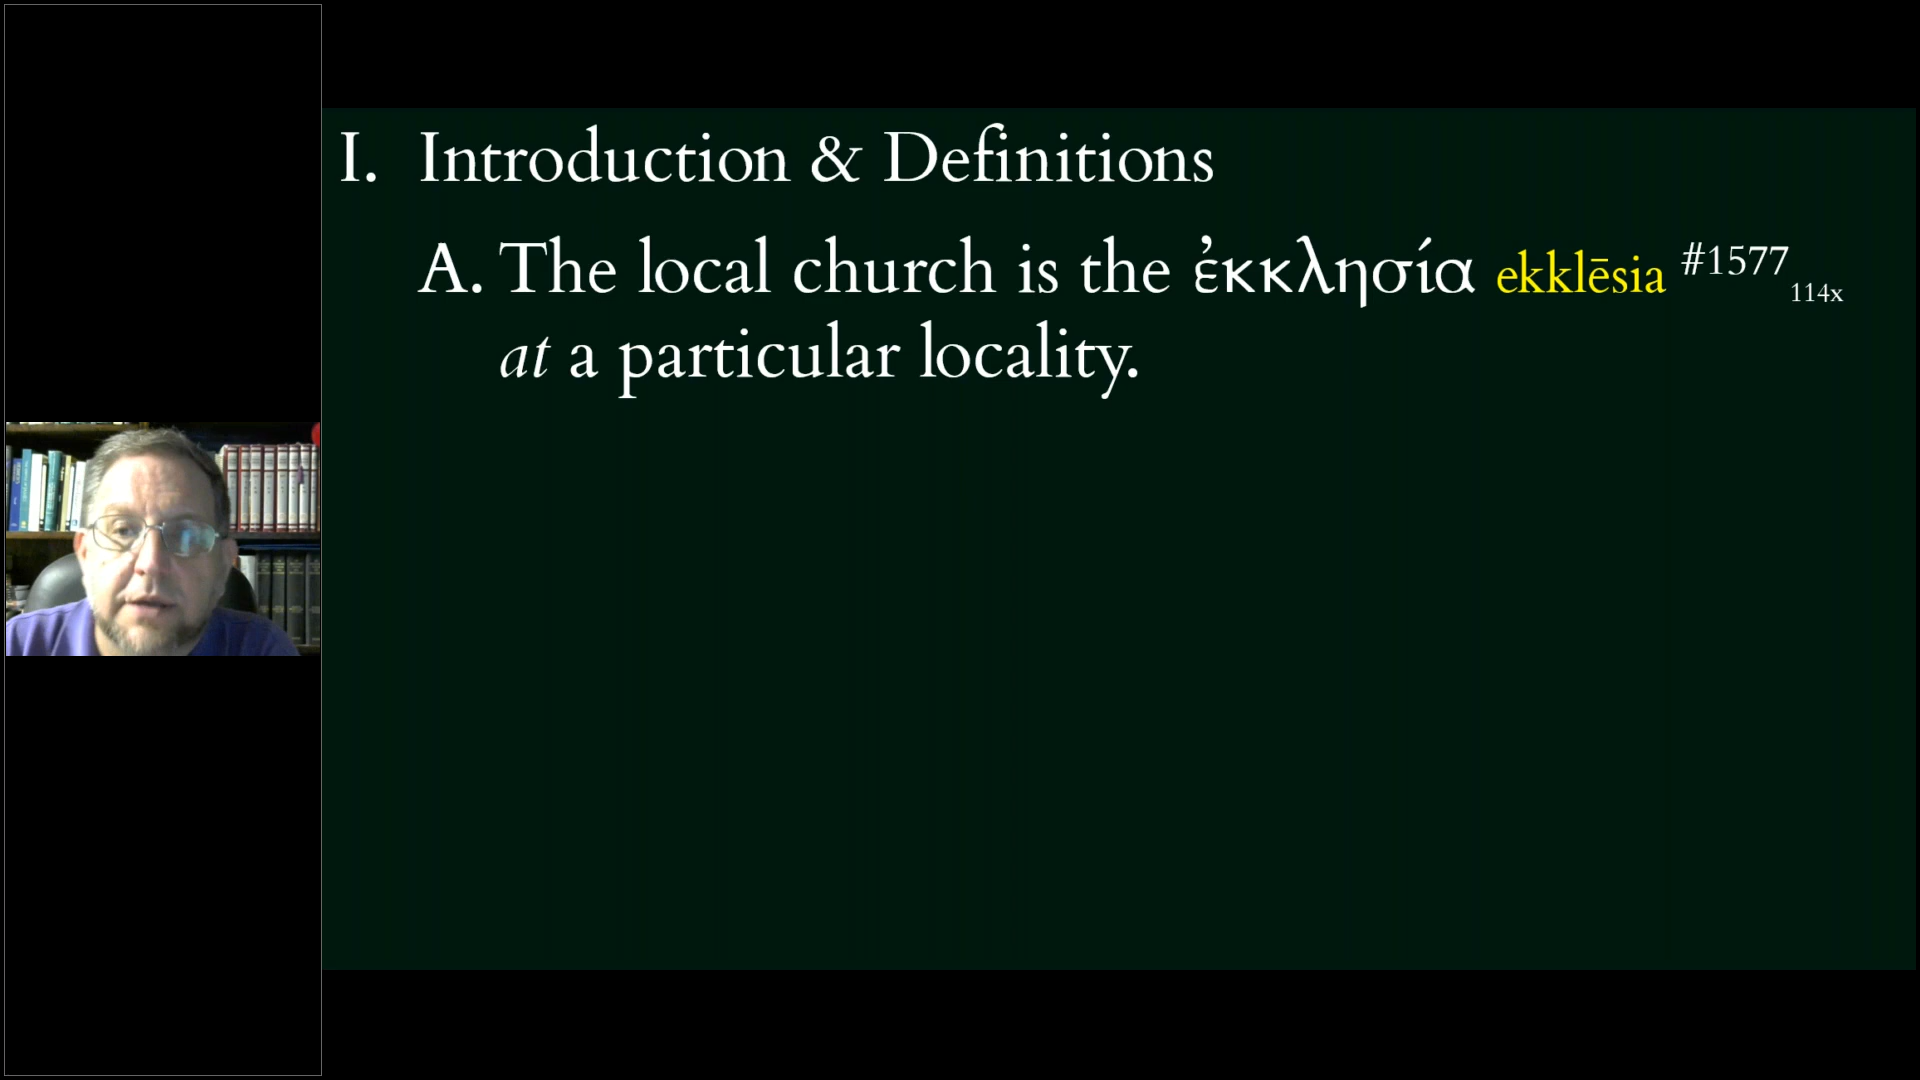 I. Introduction & Definitions
A. The local church is the ἐκκλησία ekklēsia #1577 114x
at a particular locality.